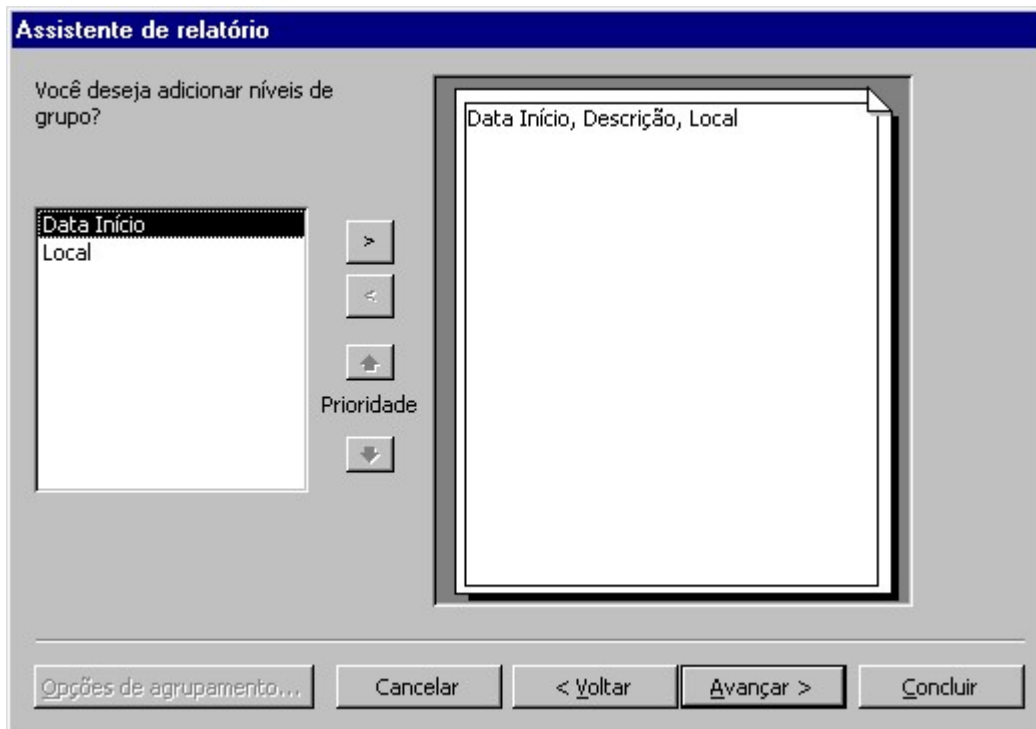 Assistente de relatório
Você deseja adicionar níveis de
grupo?
Data Início
Local
>
<
Prioridade
Data Início, Descrição, Local
Opções de agrupamento...
Cancelar
< Voltar
Avançar >
Concluir